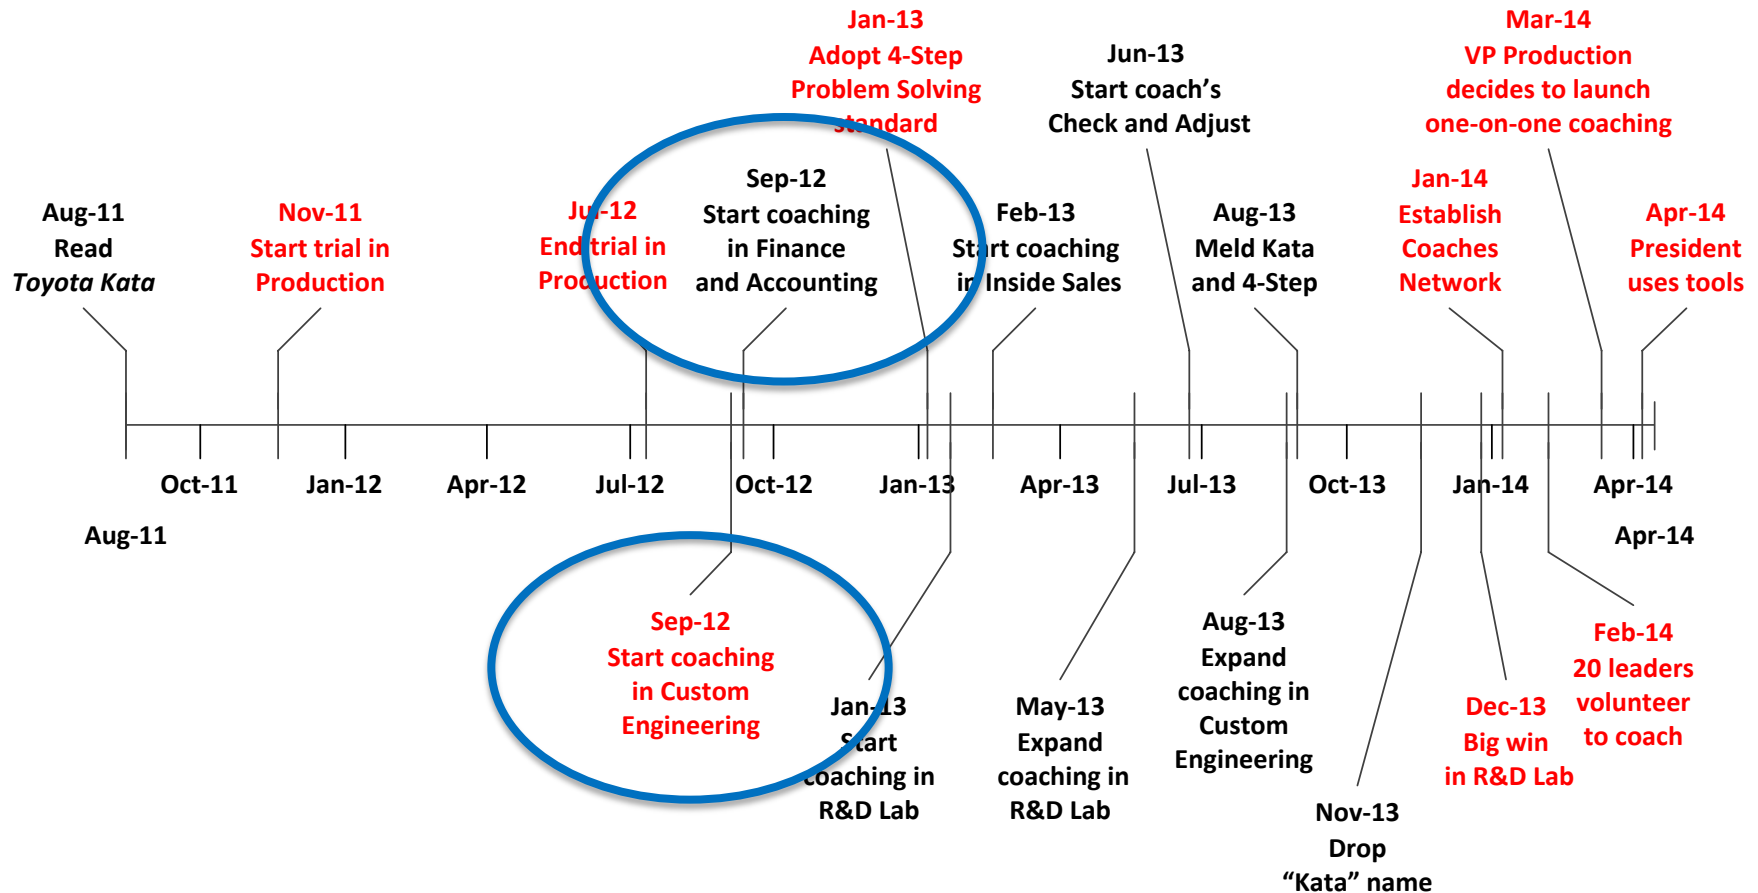 Aug-11
Read
Toyota Kata
Nov-11
Start trial in
Production
Jul-12
End trial in
Production
Sep-12
Start coaching
in Finance
and Accounting
Jan-13
Adopt 4-Step
Problem Solving
standard
Feb-13
Start coaching
in Inside Sales
Jun-13
Start coach’s
Check and Adjust
Aug-13
Meld Kata
and 4-Step
Jan-14
Establish
Coaches
Network
Mar-14
VP Production
decides to launch
one-on-one coaching
Apr-14
President
uses tools
Oct-11
Jan-12
Apr-12
Jul-12
Oct-12
Jan-13
Apr-13
Jul-13
Oct-13
Jan-14
Apr-14
Aug-11
Apr-14
Sep-12
Start coaching
in Custom
Engineering
Jan-13
Start
coaching in
R&D Lab
May-13
Expand
coaching in
R&D Lab
Aug-13
Expand
coaching in
Custom
Engineering
Nov-13
Drop
“Kata” name
Dec-13
Big win
in R&D Lab
Feb-14
20 leaders
volunteer
to coach